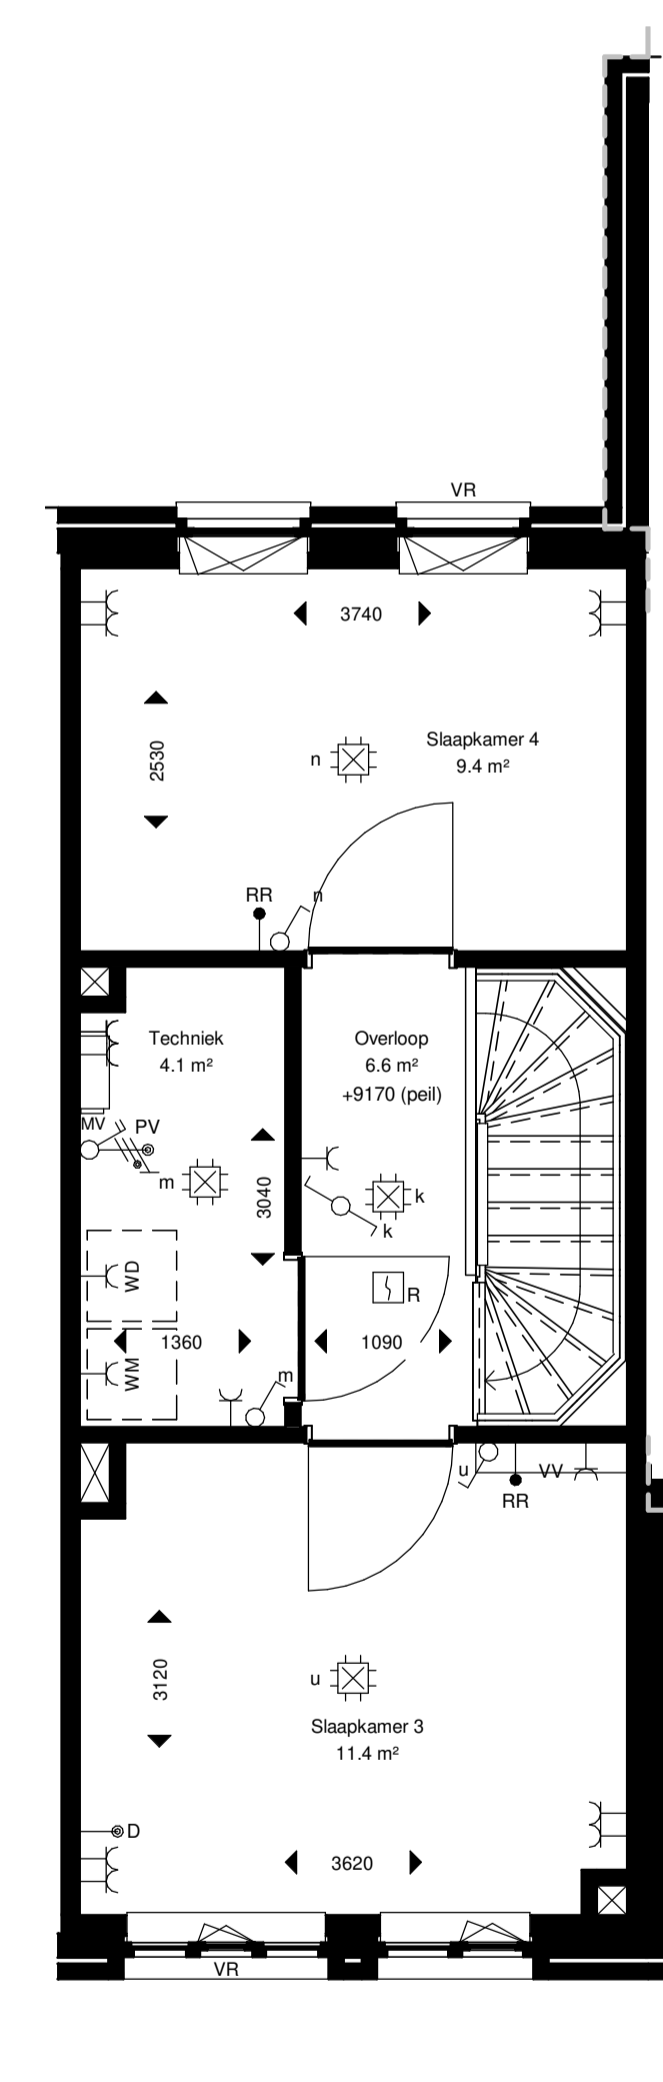 VR
3740
2530
n
Slaapkamer 4
9.4 m²
RR
n
Techniek
4.1 m²
Overloop
6.6 m²
+9170 (peil)
MV
PV
m
3040
k
k
WD
R
1360
1090
WM
m
u
VV
RR
3120
u
Slaapkamer 3
11.4 m²
D
3620
VR